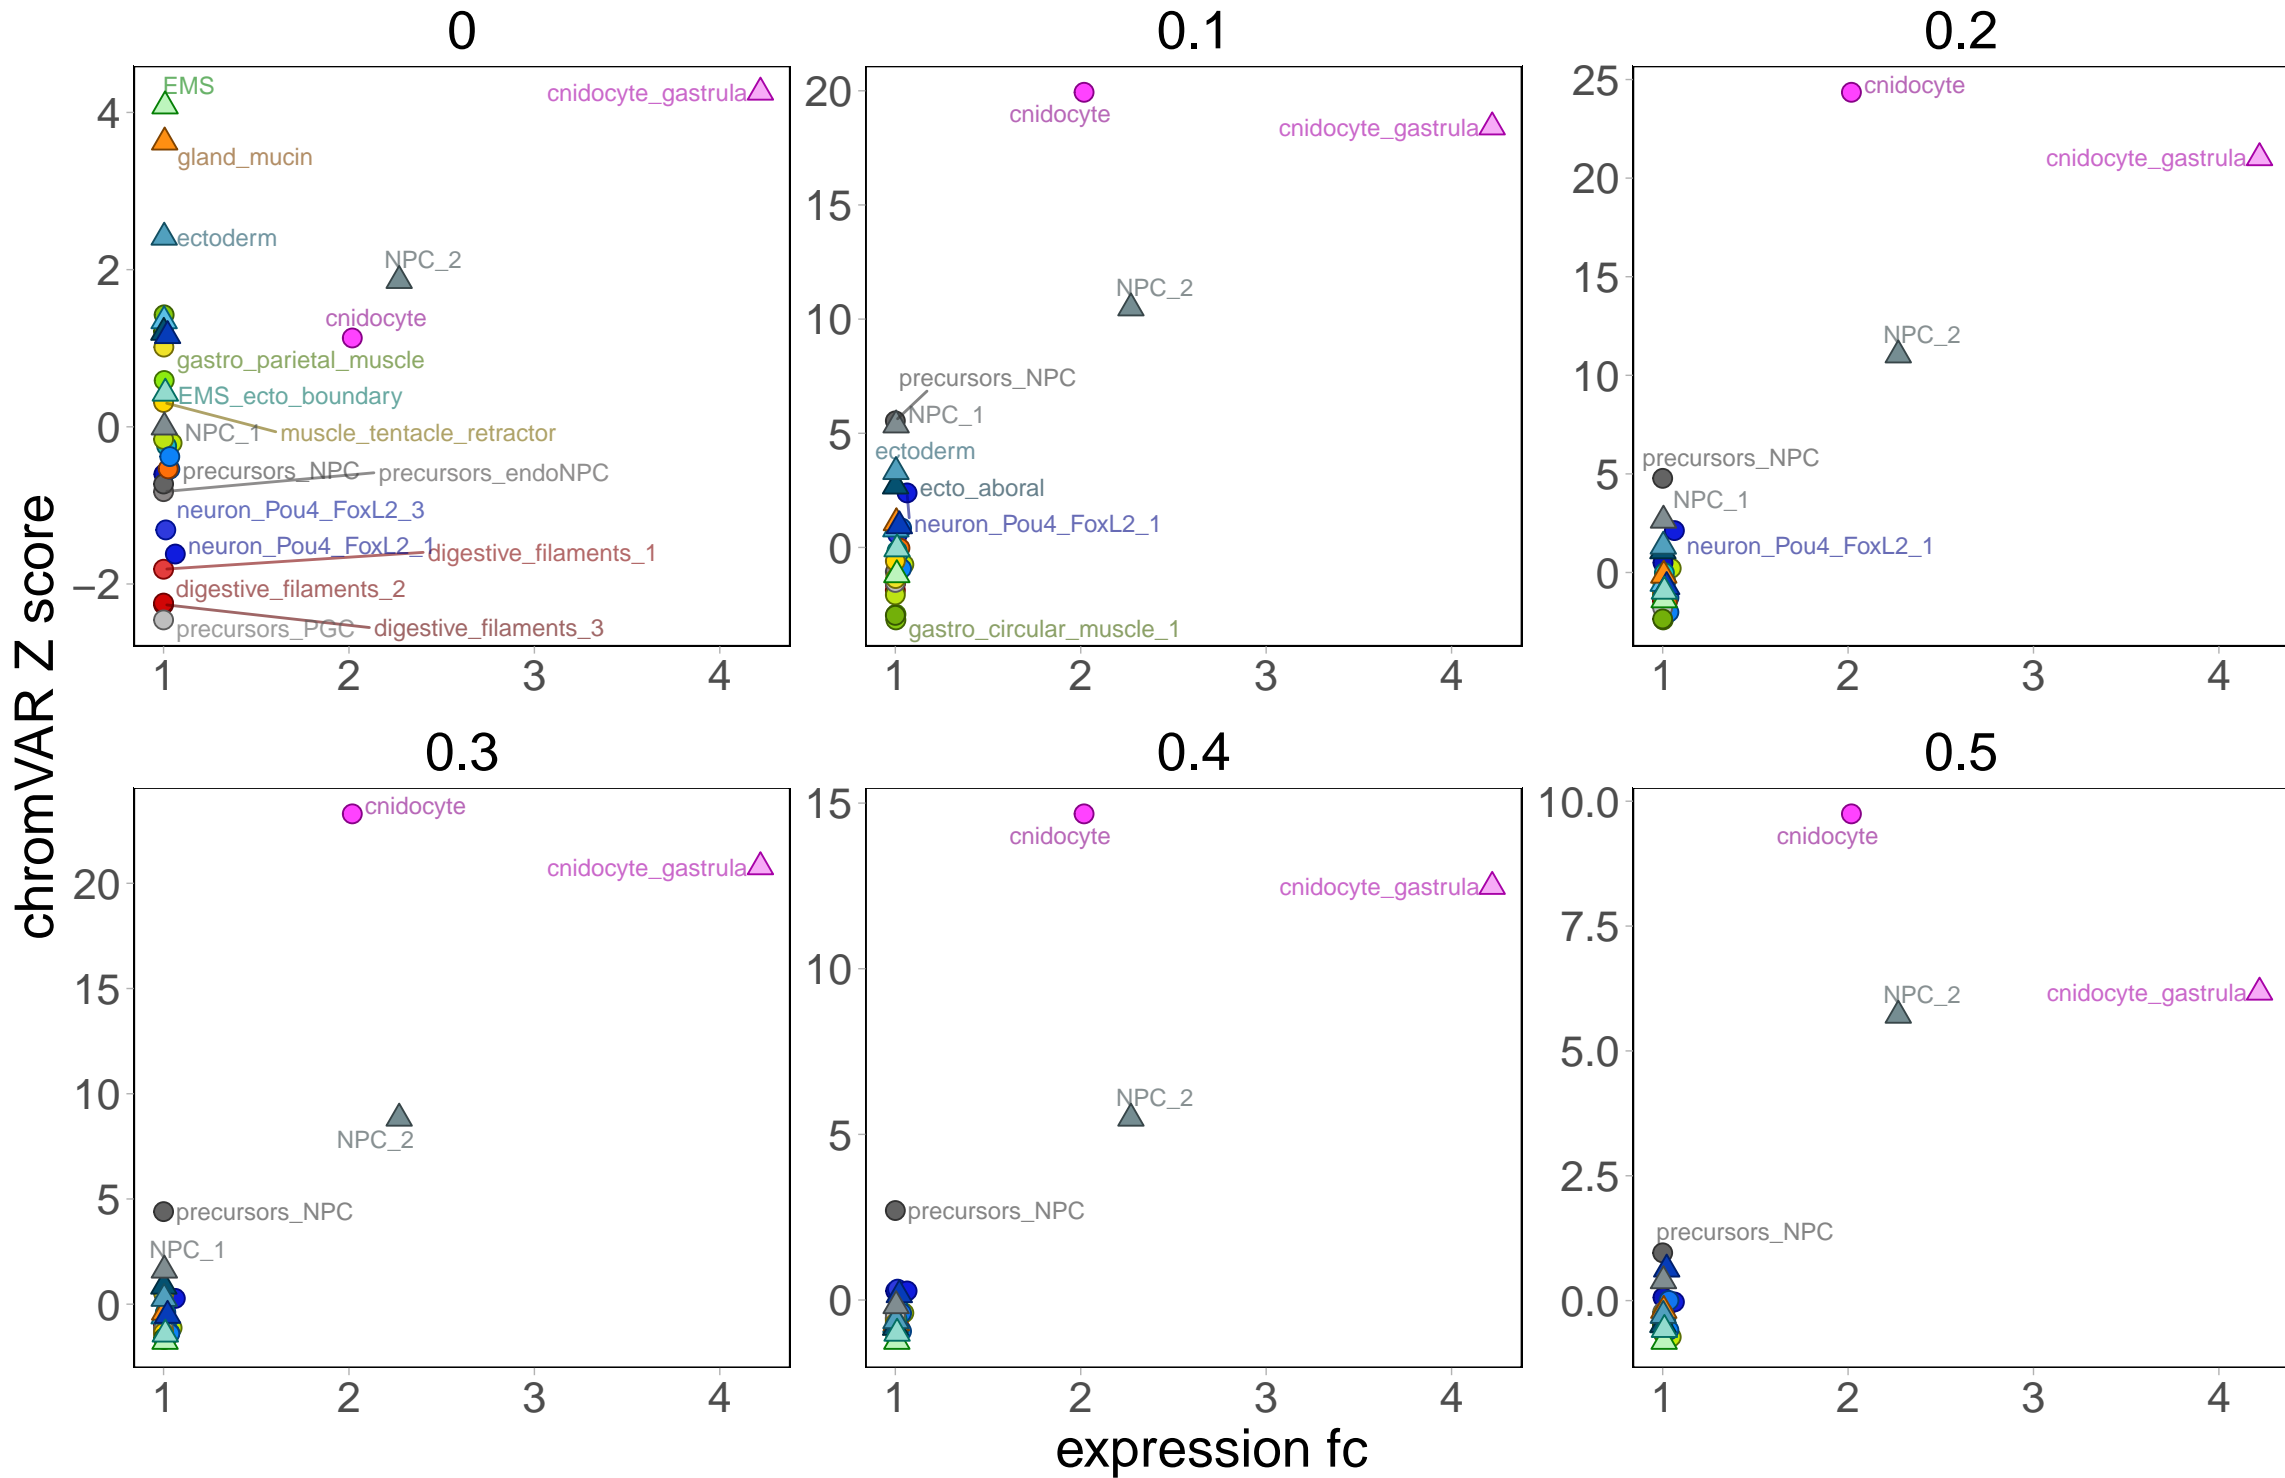 0
0.1
0.2
EMS
cnidocyte_gastrula
gland_mucin
ectoderm
NPC_2
cnidocyte
gastro_parietal_muscle
EMS_ecto_boundary
NPC_1
muscle_tentacle_retractor
precursors_NPC
precursors_endoNPC
neuron_Pou4_FoxL2_3
neuron_Pou4_FoxL2_1
digestive_filaments_1
digestive_filaments_2
precursors_PGC
digestive_filaments_3
4
2
0
−2
1 2 3 4
cnidocyte
cnidocyte_gastrula
NPC_2
precursors_NPC
NPC_1
ectoderm
ecto_aboral
neuron_Pou4_FoxL2_1
gastro_circular_muscle_1
20
15
10
5
0
1 2 3 4
cnidocyte
cnidocyte_gastrula
NPC_2
precursors_NPC
NPC_1
neuron_Pou4_FoxL2_1
25
20
15
10
5
0
1 2 3 4
chromVAR Z score
0.3
0.4
0.5
cnidocyte
cnidocyte_gastrula
NPC_2
precursors_NPC
NPC_1
20
15
10
5
0
1 2 3 4
cnidocyte
cnidocyte_gastrula
NPC_2
precursors_NPC
15
10
5
0
1 2 3 4
cnidocyte
NPC_2
cnidocyte_gastrula
precursors_NPC
10.0
7.5
5.0
2.5
0.0
1 2 3 4
expression fc